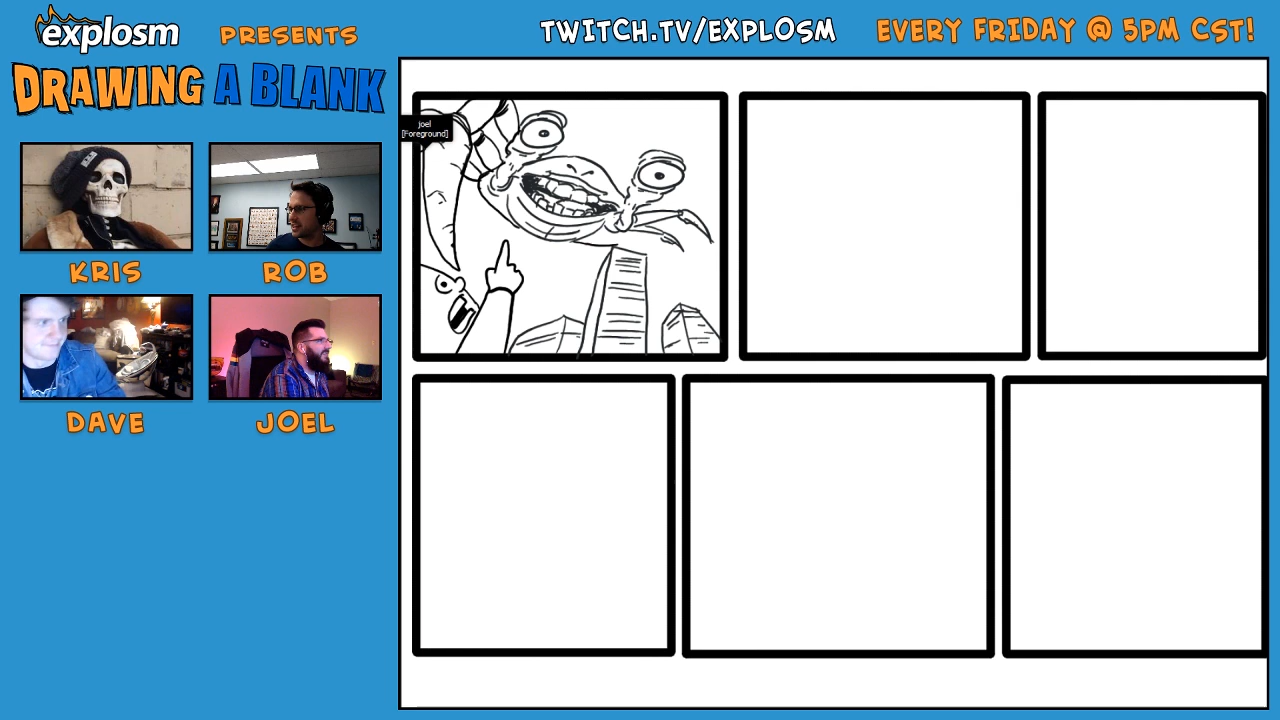 explosm PRESENTS
DRAWING A BLANK
TWITCH.TV/EXPLOSM
EVERY FRIDAY @ 5PM CST!
joel
[Foreground]
KRIS
ROB
DAVE
JOEL